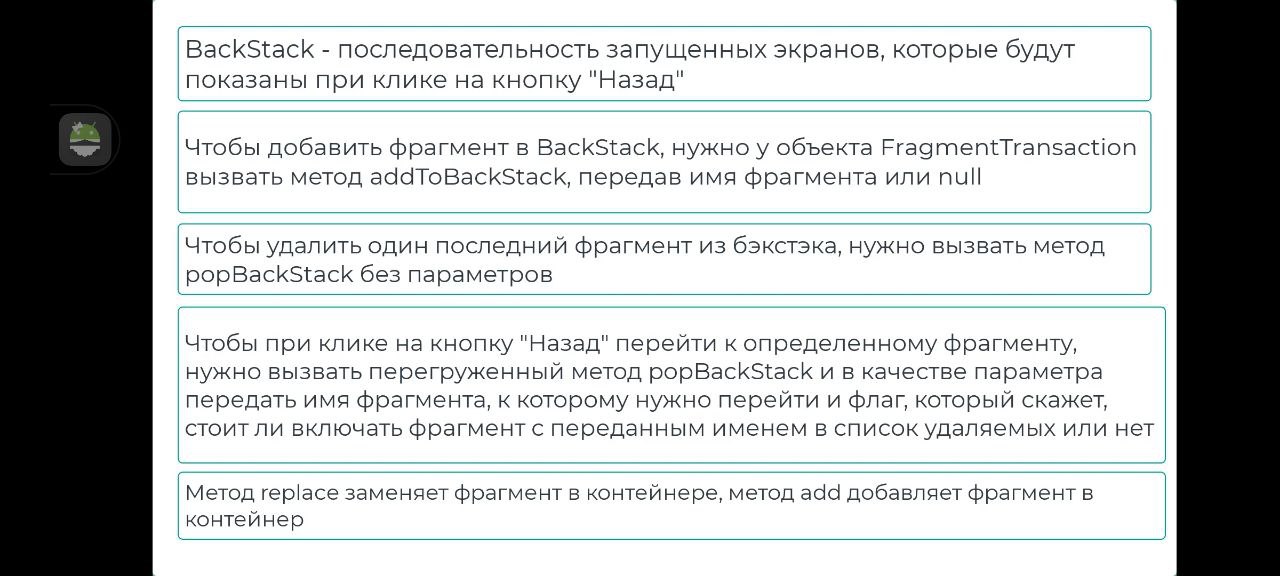 BackStack - последовательность запущенных экранов, которые будут
показаны при клике на кнопку "Назад"
Чтобы добавить фрагмент в BackStack, нужно у объекта FragmentTransaction
вызвать метод addToBackStack, передав имя фрагмента или null
Чтобы удалить один последний фрагмент из бэкстэка, нужно вызвать метод
popBackStack без параметров
Чтобы при клике на кнопку "Назад" перейти к определенному фрагменту,
нужно вызвать перегруженный метод popBackStack и в качестве параметра
передать имя фрагмента, к которому нужно перейти и флаг, который скажет,
стоит ли включать фрагмент с переданным именем в список удаляемых или нет
Метод replace заменяет фрагмент в контейнере, метод add добавляет фрагмент в
контейнер